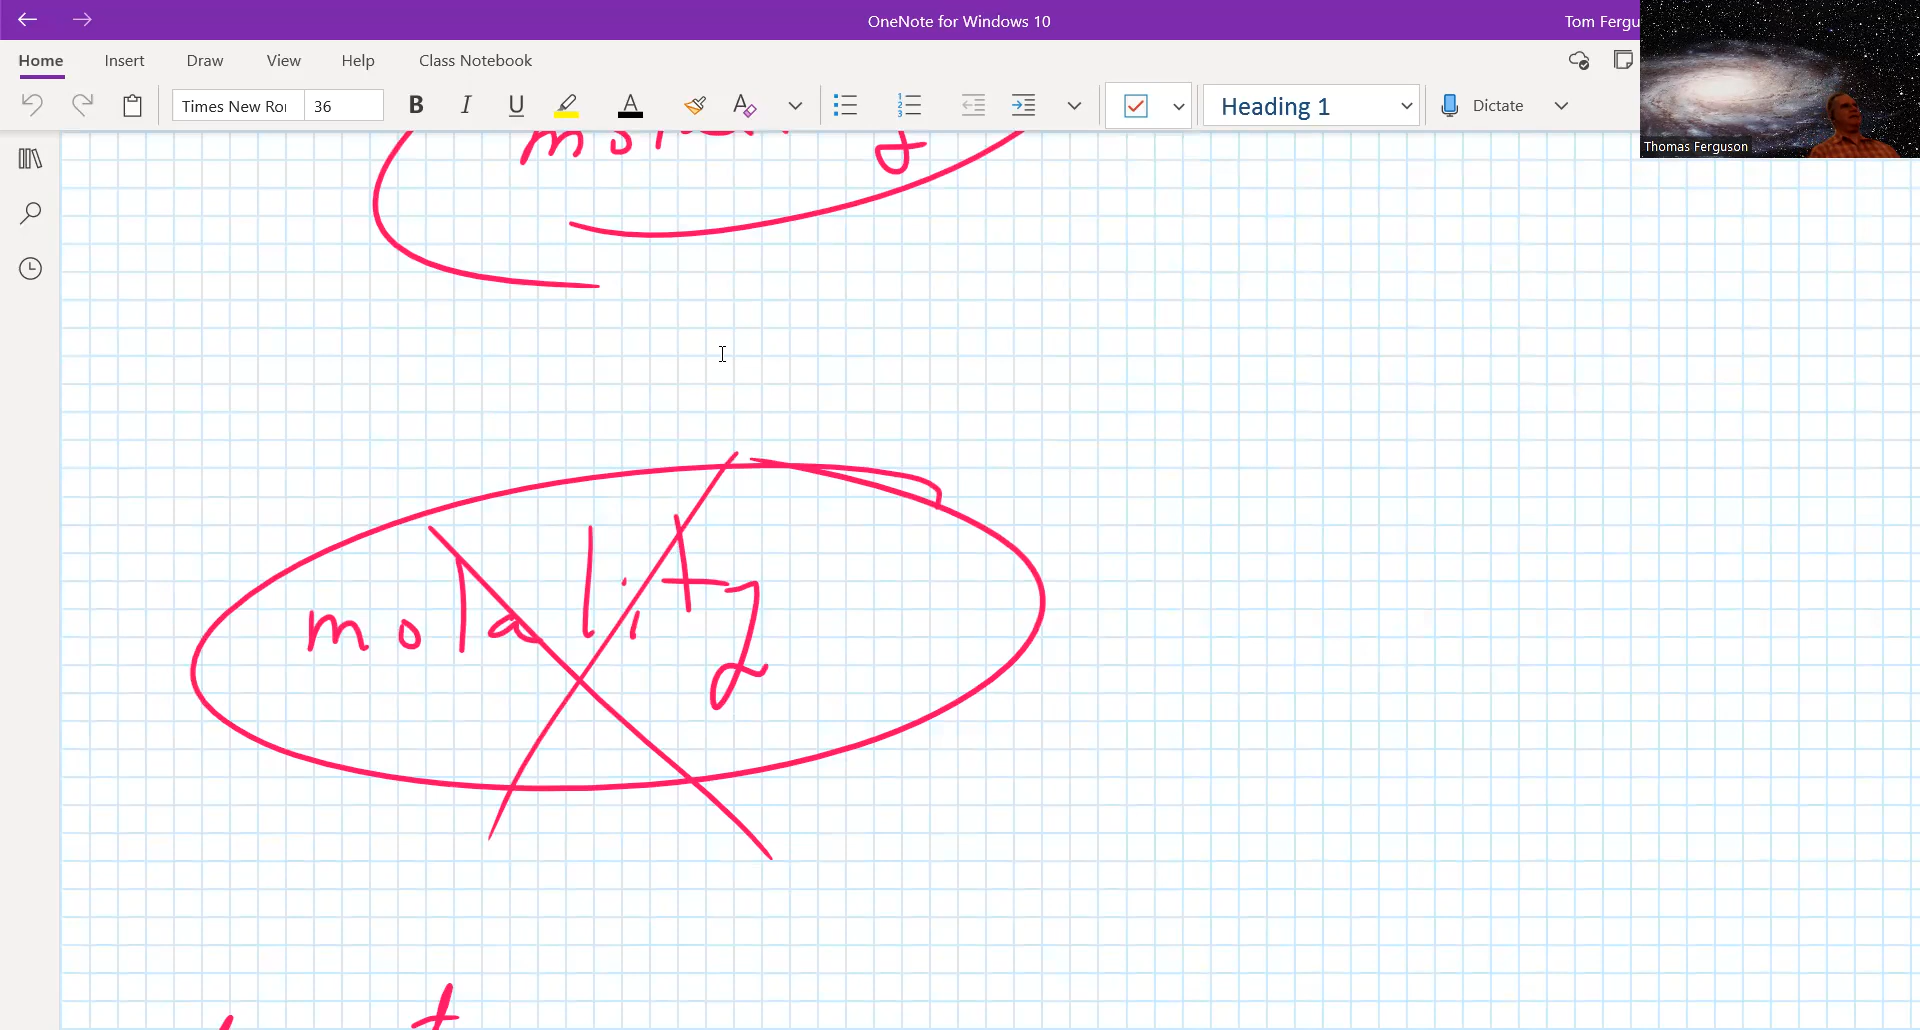 OneNote for Windows 10
Tom Fergu
Home Insert Draw View Help Class Notebook
Times New Ro 36 B I U A A Heading 1 Dictate
Thomas Ferguson
molality